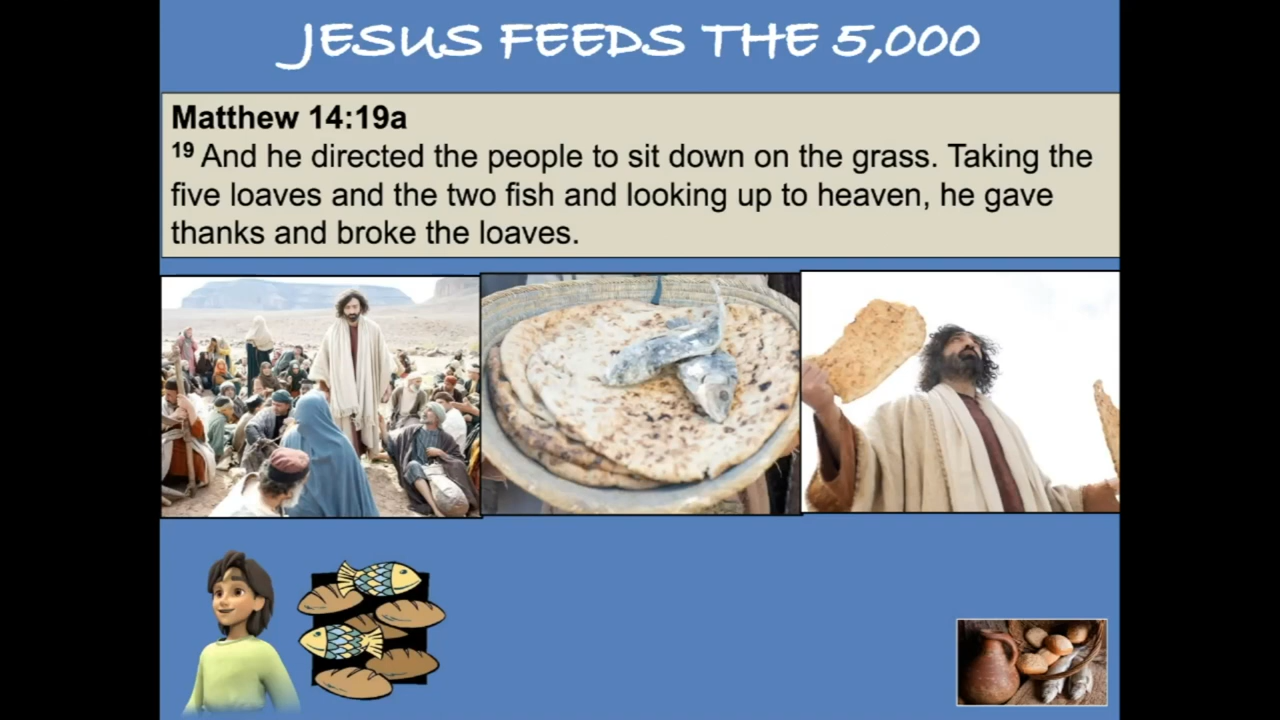 JESUS FEEDS THE 5,000
Matthew 14:19a
19 And he directed the people to sit down on the grass. Taking the
five loaves and the two fish and looking up to heaven, he gave
thanks and broke the loaves.